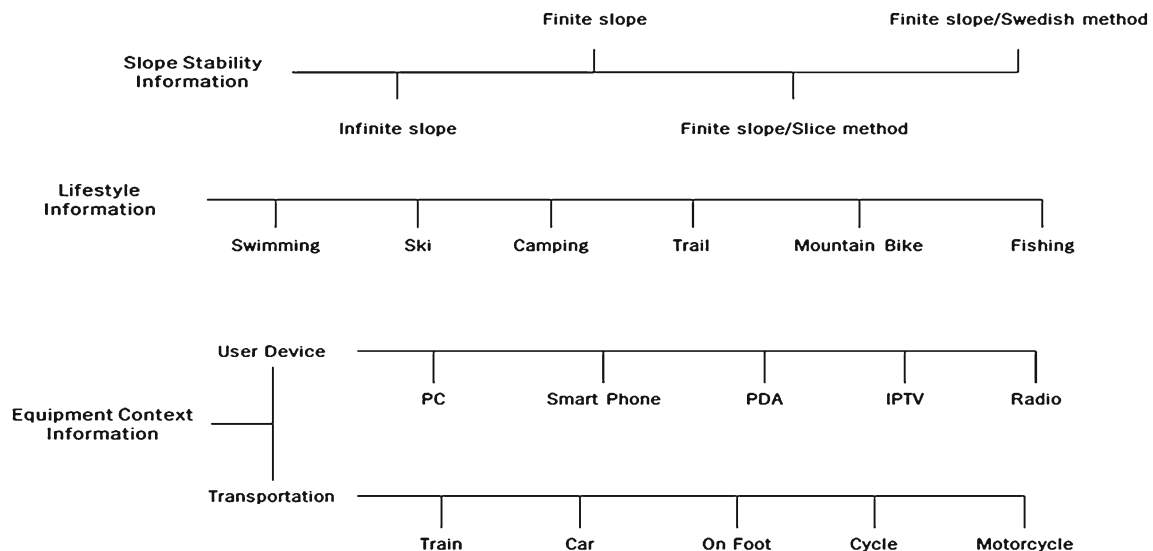 Finite slope
Finite slope/Swedish method
Slope Stability
Information
Infinite slope
Finite slope/Slice method
Lifestyle
Information
Swimming
Ski
Camping
Trail
Mountain Bike
Fishing
User Device
PC
Smart Phone
PDA
IPTV
Radio
Equipment Context
Information
Transportation
Train
Car
On Foot
Cycle
Motorcycle